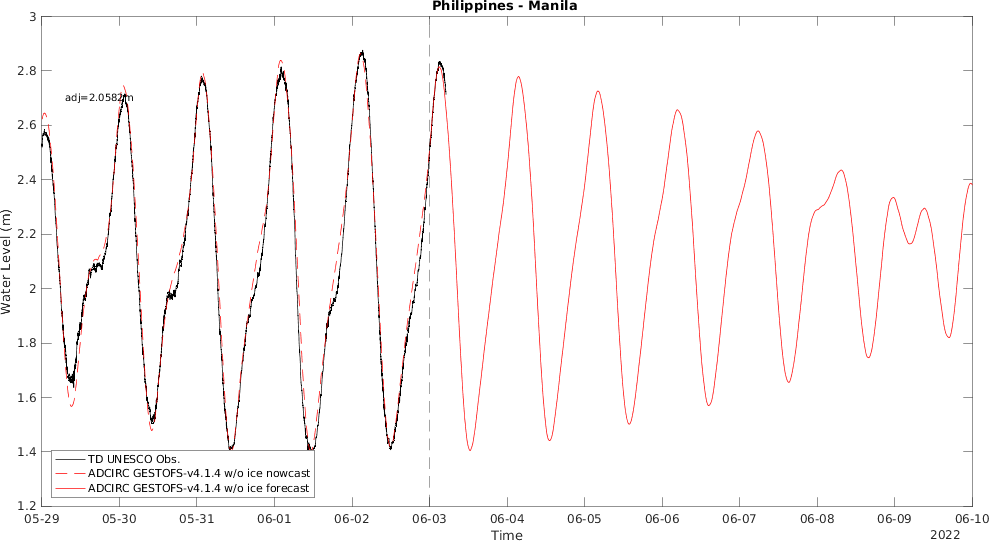 Philippines - Manila
3
2.8
adj=2.0582m
2.6
2.4
2.2
2
1.8
1.6
1.4
1.2
Water Level (m)
TD UNESCO Obs.
ADCIRC GESTOFS-v4.1.4 w/o ice nowcast
ADCIRC GESTOFS-v4.1.4 w/o ice forecast
05-29 05-30 05-31 06-01 06-02 06-03 06-04 06-05 06-06 06-07 06-08 06-09 06-10
Time
2022